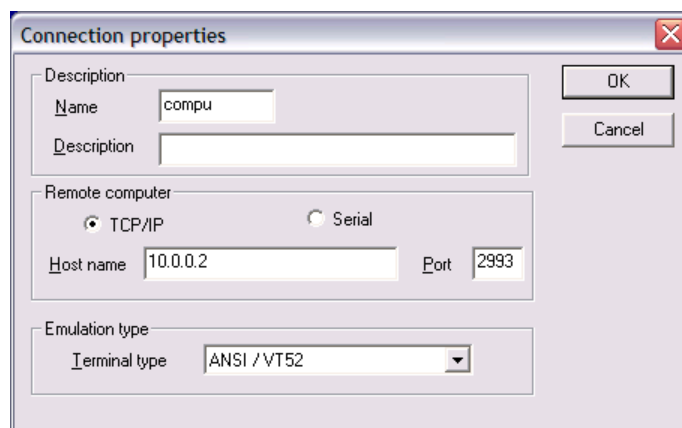 Connection properties
Description
OK
Name compu
Cancel
Description
Remote computer
TCP/IP Serial
Host name 10.0.0.2 Port 2993
Emulation type
Terminal type ANSI / VT52